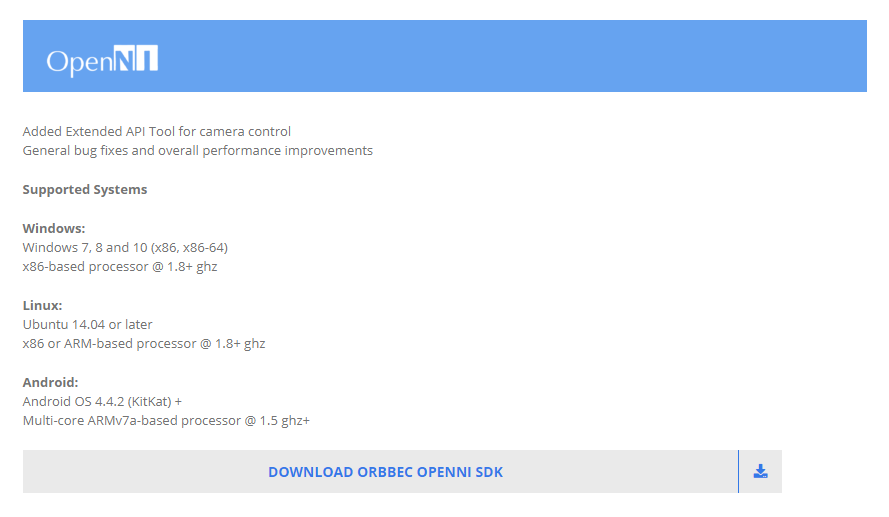 OpenNI
Added Extended API Tool for camera control
General bug fixes and overall performance improvements
Supported Systems
Windows:
Windows 7, 8 and 10 (x86, x86-64)
x86-based processor @ 1.8+ ghz
Linux:
Ubuntu 14.04 or later
x86 or ARM-based processor @ 1.8+ ghz
Android:
Android OS 4.4.2 (KitKat) +
Multi-core ARMv7a-based processor @ 1.5 ghz+
DOWNLOAD ORBBEC OPENNI SDK